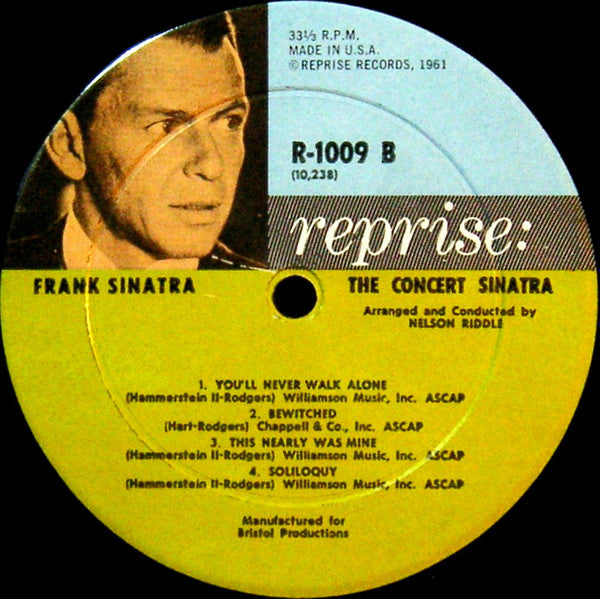 33⅓ R.P.M.
MADE IN U.S.A.
©REPRISE RECORDS, 1961
R-1009 B
(10,238)
reprise:
FRANK SINATRA
THE CONCERT SINATRA
Arranged and Conducted by
NELSON RIDDLE
1. YOU'LL NEVER WALK ALONE
(Hammerstein II-Rodgers) Williamson Music, Inc. ASCAP
2. BEWITCHED
(Hart-Rodgers) Chappell & Co., Inc. ASCAP
3. THIS NEARLY WAS MINE
(Hammerstein II-Rodgers) Williamson Music, Inc. ASCAP
4. SOLILOQUY
(Hammerstein II-Rodgers) Williamson Music, Inc. ASCAP
Manufactured for
Bristol Productions